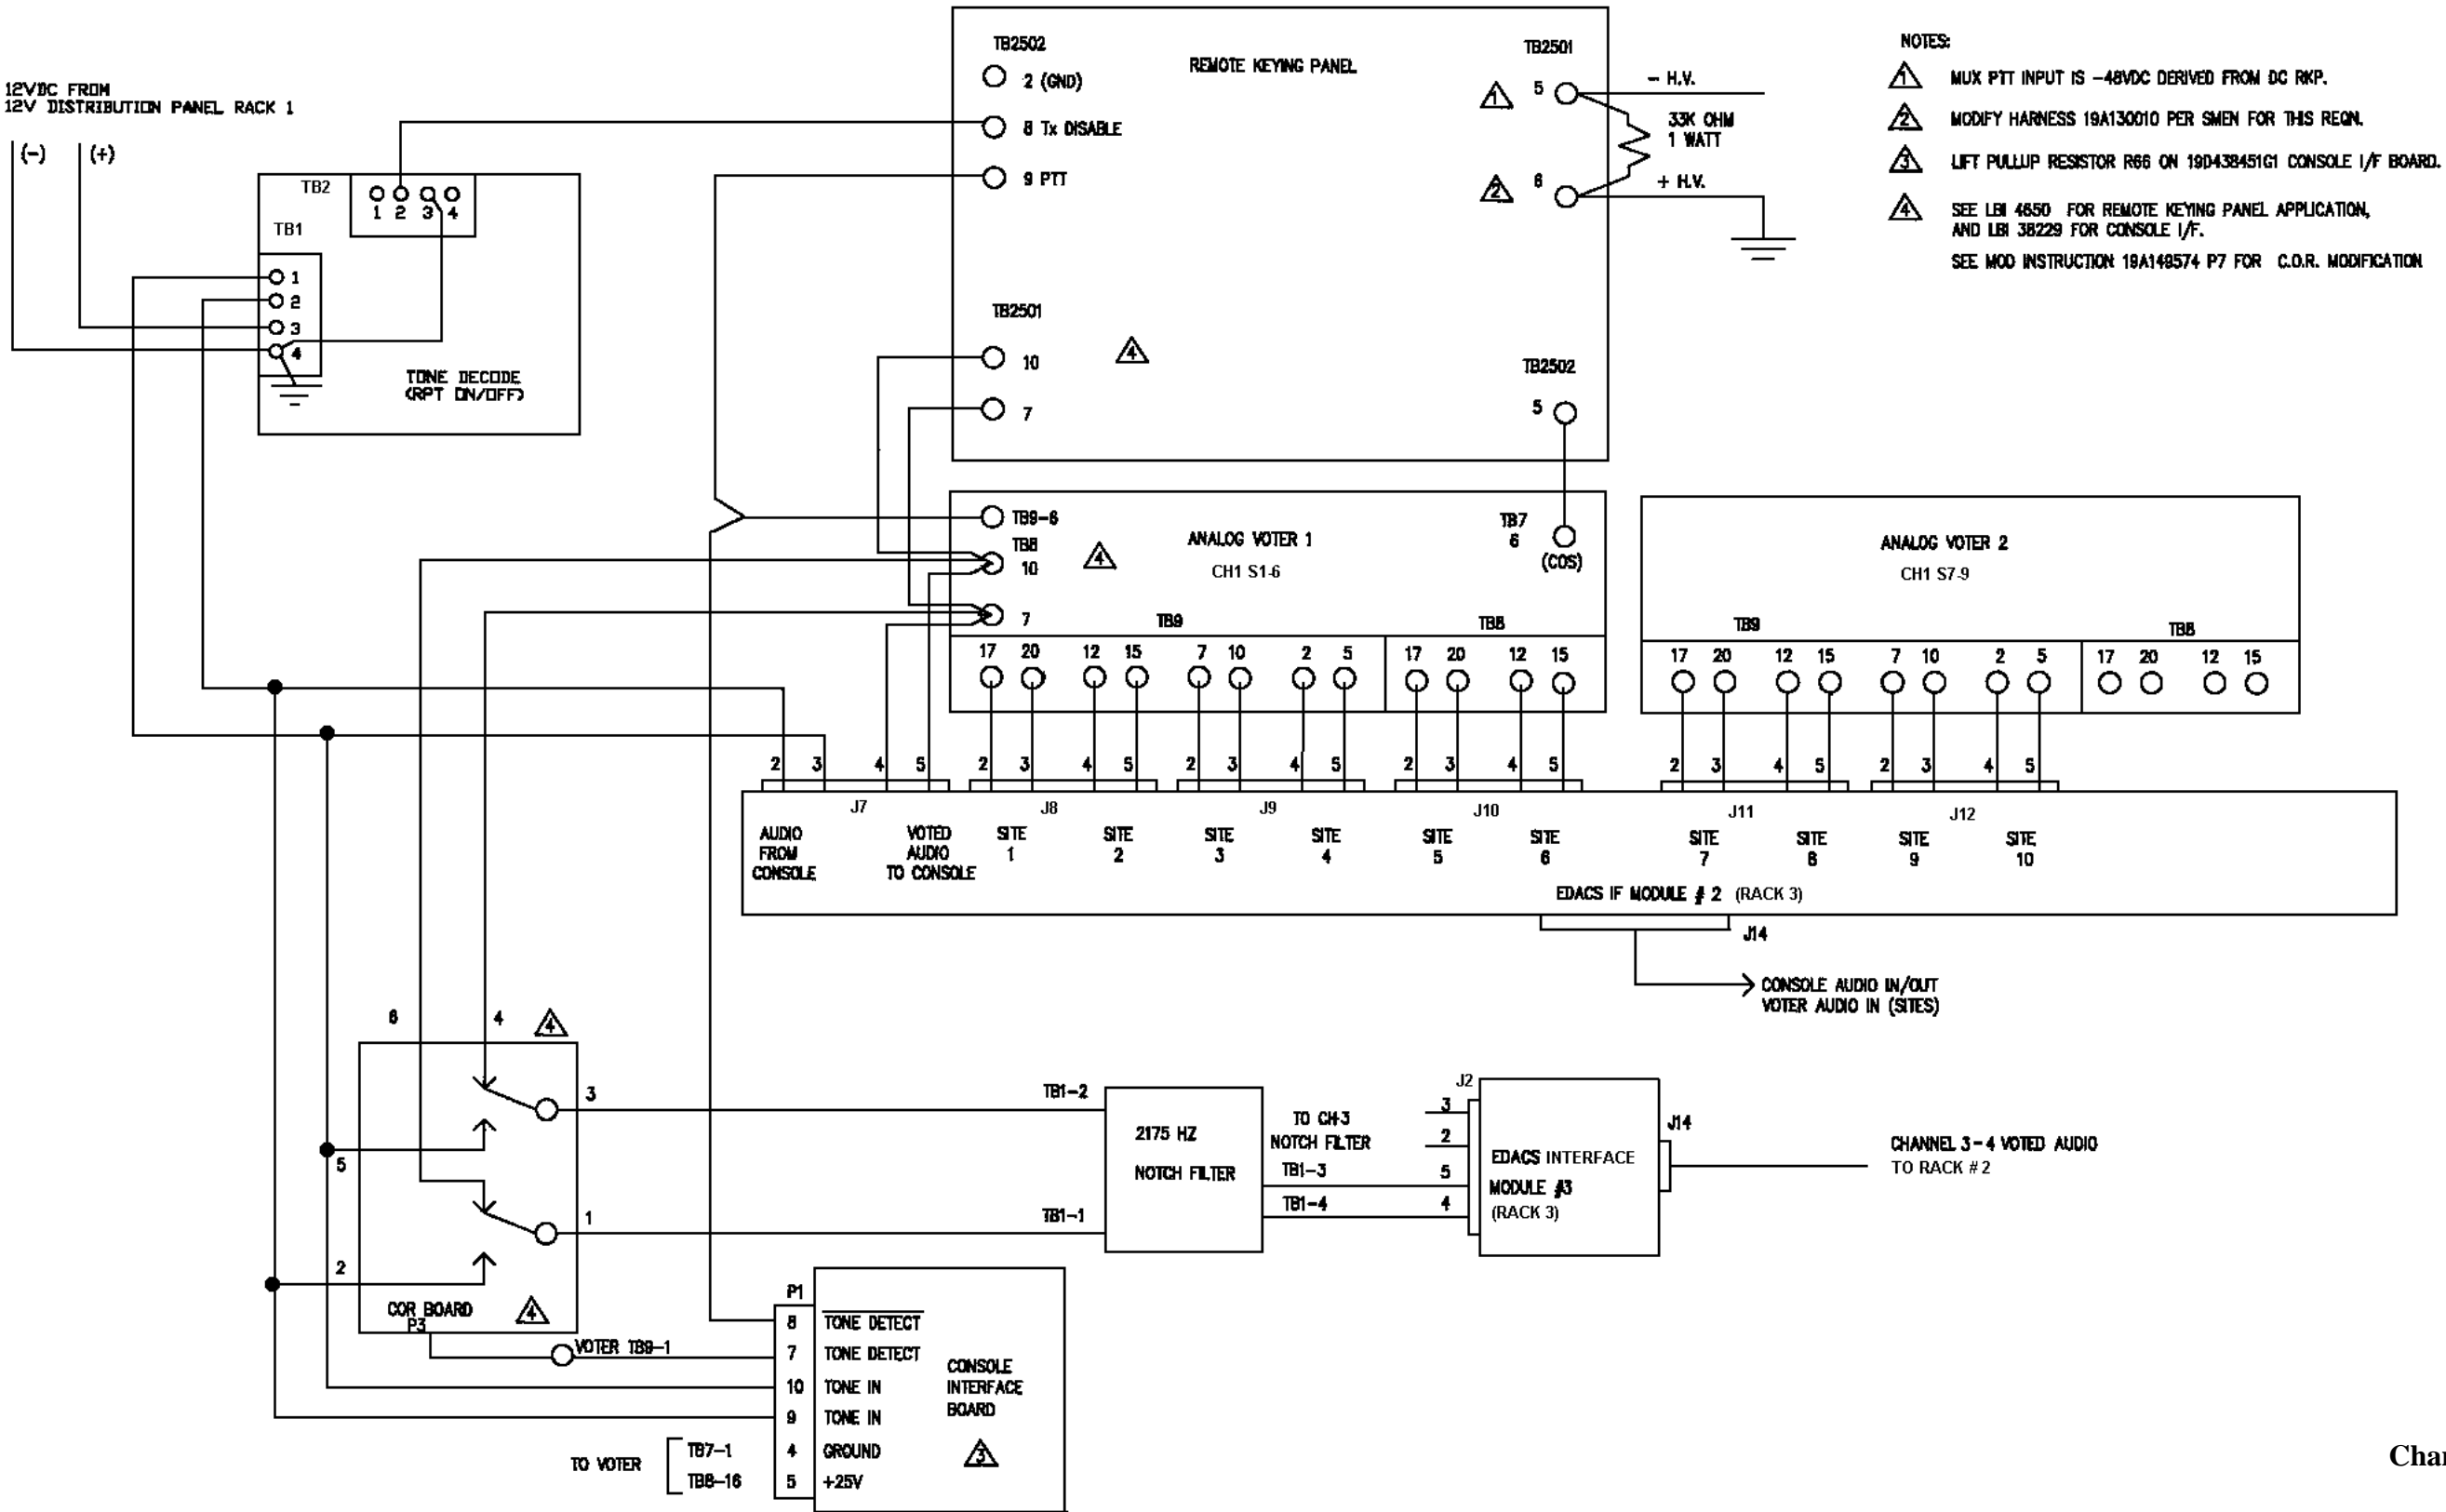 12VDC FROM
12V DISTRIBUTION PANEL RACK 1
(-) (+)
TB2
1 2 3 4
TB1
1
2
3
4
TONE DECODE
(RPT ON/OFF)
TB2502
2 (GND)
8 Tx DISABLE
9 PTT
REMOTE KEYING PANEL
TB2501
1 5
- H.V.
33K OHM
1 WATT
2 6
+ H.V.
TB2501
10
7
4
TB2502
5
NOTES:
1 MUX PTT INPUT IS -48VDC DERIVED FROM DC RKP.
2 MODIFY HARNESS 19A130010 PER SMEN FOR THIS REQN.
3 LIFT PULLUP RESISTOR R66 ON 19D438451G1 CONSOLE I/F BOARD.
4 SEE LBI 4650 FOR REMOTE KEYING PANEL APPLICATION,
AND LBI 38229 FOR CONSOLE I/F.
SEE MOD INSTRUCTION 19A149574 P7 FOR C.O.R. MODIFICATION
TB9-6
TB8
10
7
4
ANALOG VOTER 1
CH1 S1-6
TB7
6
(COS)
TB9 TB8
17 20 12 15 7 10 2 5 17 20 12 15
ANALOG VOTER 2
CH1 S7-9
TB9 TB8
17 20 12 15 7 10 2 5 17 20 12 15
2 3 4 5 2 3 4 5 2 3 4 5 2 3 4 5 2 3 4 5 2 3 4 5
J7 J8 J9 J10 J11 J12
AUDIO
FROM
CONSOLE
VOTED
AUDIO
TO CONSOLE
SITE
1
SITE
2
SITE
3
SITE
4
SITE
5
SITE
6
SITE
7
SITE
8
SITE
9
SITE
10
EDACS IF MODULE # 2 (RACK 3)
J14
CONSOLE AUDIO IN/OUT
VOTER AUDIO IN (SITES)
6 4 4
3
5
1
2
COR BOARD
P3
4
VOTER TB9-1
TB1-2
TB1-1
2175 HZ
NOTCH FILTER
TO CH-3
NOTCH FILTER
TB1-3
TB1-4
J2
3
2
5
4
EDACS INTERFACE
MODULE #3
(RACK 3)
J14
CHANNEL 3-4 VOTED AUDIO
TO RACK # 2
P1
8 TONE DETECT
7 TONE DETECT
10 TONE IN
9 TONE IN
4 GROUND
5 +25V
CONSOLE
INTERFACE
BOARD
3
TO VOTER
TB7-1
TB8-16
Char